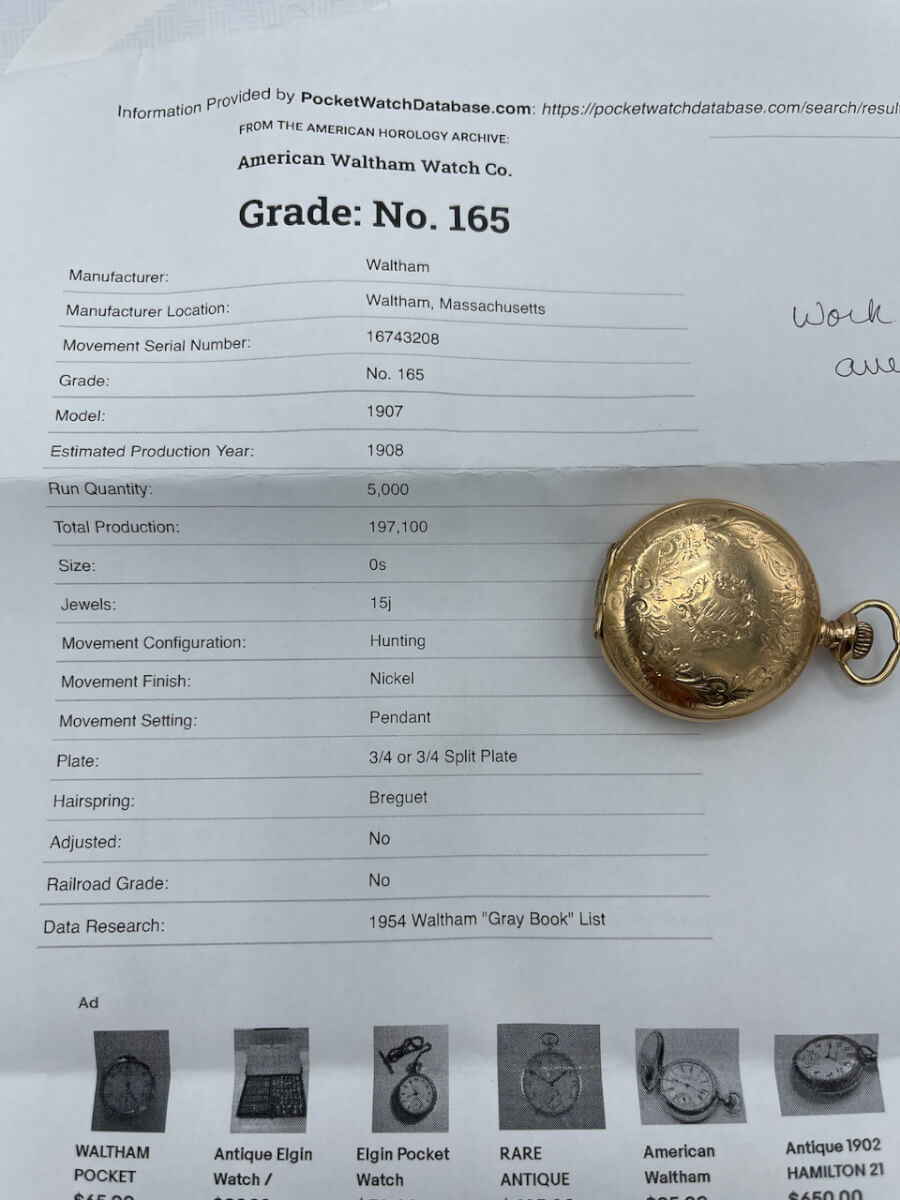 Information Provided by PocketWatchDatabase.com: https://pocketwatchdatabase.com/search/resul
FROM THE AMERICAN HOROLOGY ARCHIVE:
American Waltham Watch Co.
Grade: No. 165
Manufacturer: Waltham
Manufacturer Location: Waltham, Massachusetts
Movement Serial Number: 16743208
Grade: No. 165
Model: 1907
Estimated Production Year: 1908
Run Quantity: 5,000
Total Production: 197,100
Size: 0s
Jewels: 15j
Movement Configuration: Hunting
Movement Finish: Nickel
Movement Setting: Pendant
Plate: 3/4 or 3/4 Split Plate
Hairspring: Breguet
Adjusted: No
Railroad Grade: No
Data Research: 1954 Waltham "Gray Book" List
Work
Ad
WALTHAM Antique Elgin Elgin Pocket RARE American Antique 1902
POCKET Watch / Watch ANTIQUE Waltham HAMILTON 21
$65.00 $650.00